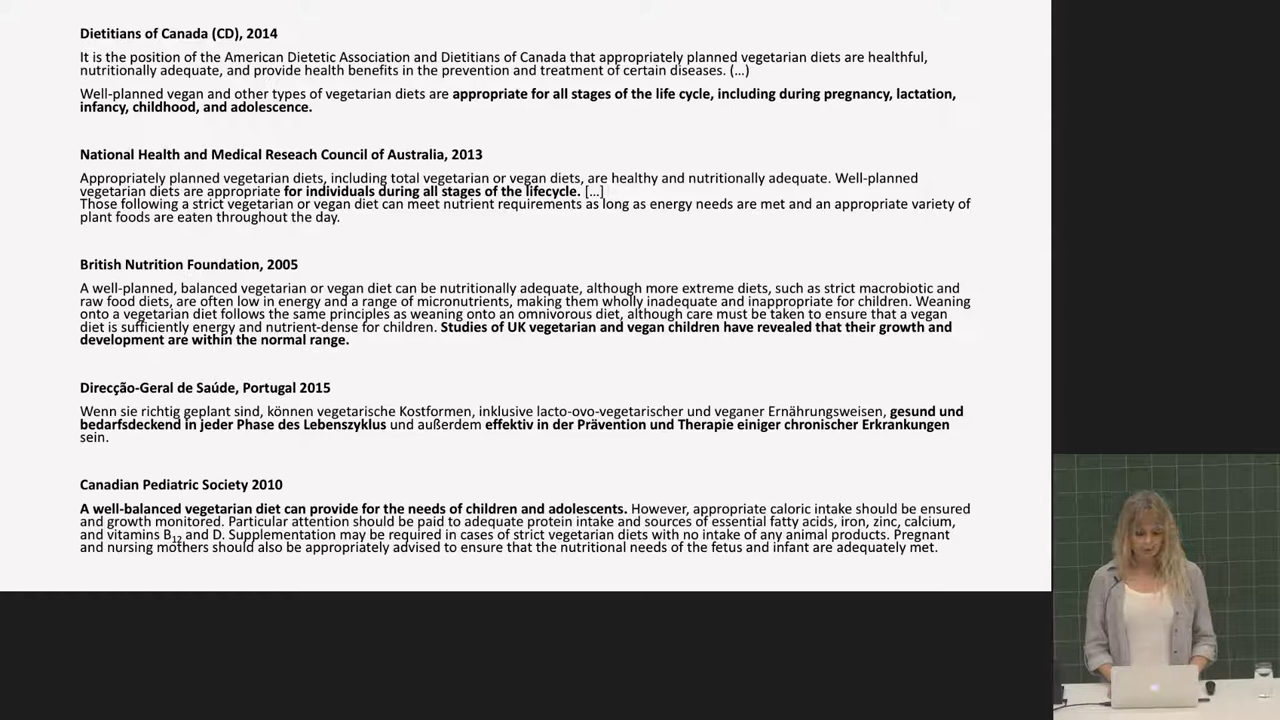 Dietitians of Canada (CD), 2014
It is the position of the American Dietetic Association and Dietitians of Canada that appropriately planned vegetarian diets are healthful,
nutritionally adequate, and provide health benefits in the prevention and treatment of certain diseases. (…)
Well-planned vegan and other types of vegetarian diets are appropriate for all stages of the life cycle, including during pregnancy, lactation,
infancy, childhood, and adolescence.
National Health and Medical Reseach Council of Australia, 2013
Appropriately planned vegetarian diets, including total vegetarian or vegan diets, are healthy and nutritionally adequate. Well-planned
vegetarian diets are appropriate for individuals during all stages of the lifecycle. […]
Those following a strict vegetarian or vegan diet can meet nutrient requirements as long as energy needs are met and an appropriate variety of
plant foods are eaten throughout the day.
British Nutrition Foundation, 2005
A well-planned, balanced vegetarian or vegan diet can be nutritionally adequate, although more extreme diets, such as strict macrobiotic and
raw food diets, are often low in energy and a range of micronutrients, making them wholly inadequate and inappropriate for children. Weaning
onto a vegetarian diet follows the same principles as weaning onto an omnivorous diet, although care must be taken to ensure that a vegan
diet is sufficiently energy and nutrient-dense for children. Studies of UK vegetarian and vegan children have revealed that their growth and
development are within the normal range.
Direcção-Geral de Saúde, Portugal 2015
Wenn sie richtig geplant sind, können vegetarische Kostformen, inklusive lacto-ovo-vegetarischer und veganer Ernährungsweisen, gesund und
bedarfsdeckend in jeder Phase des Lebenszyklus und außerdem effektiv in der Prävention und Therapie einiger chronischer Erkrankungen
sein.
Canadian Pediatric Society 2010
A well-balanced vegetarian diet can provide for the needs of children and adolescents. However, appropriate caloric intake should be ensured
and growth monitored. Particular attention should be paid to adequate protein intake and sources of essential fatty acids, iron, zinc, calcium,
and vitamins B12 and D. Supplementation may be required in cases of strict vegetarian diets with no intake of any animal products. Pregnant
and nursing mothers should also be appropriately advised to ensure that the nutritional needs of the fetus and infant are adequately met.